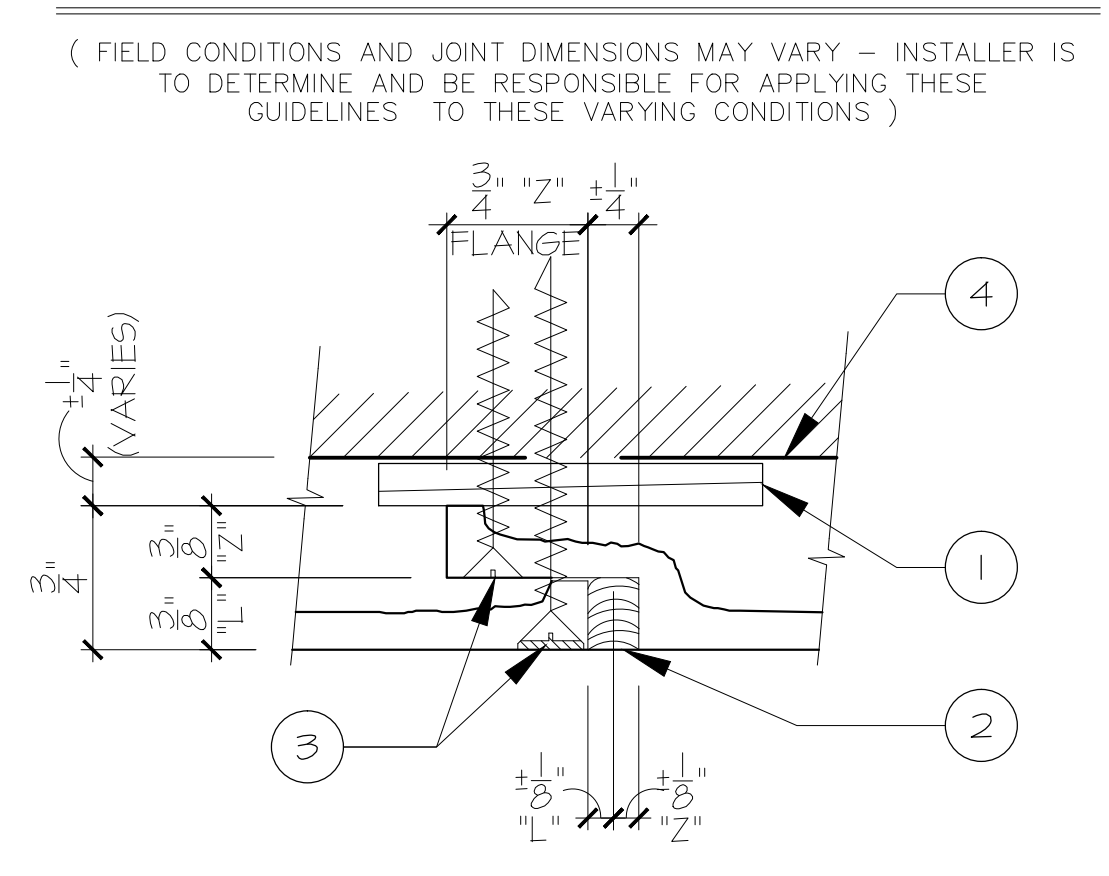 ( FIELD CONDITIONS AND JOINT DIMENSIONS MAY VARY – INSTALLER IS
TO DETERMINE AND BE RESPONSIBLE FOR APPLYING THESE
GUIDELINES TO THESE VARYING CONDITIONS )
3/4" "Z" ±1/4"
FLANGE
4
±1/4"
(VARIES)
3/8"
"Z"
3/4"
3/8"
"L"
1
2
3
±1/8" ±1/8"
"L" "Z"